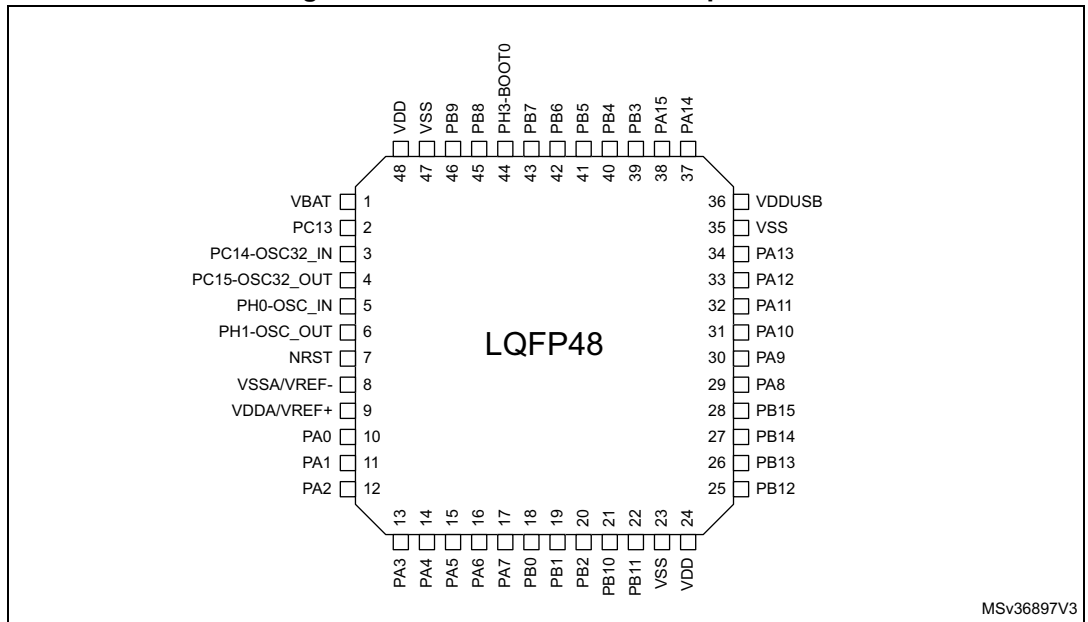 48 VDD
47 VSS
46 PB9
45 PB8
44 PH3-BOOT0
43 PB7
42 PB6
41 PB5
40 PB4
39 PB3
38 PA15
37 PA14
VBAT 1
PC13 2
PC14-OSC32_IN 3
PC15-OSC32_OUT 4
PH0-OSC_IN 5
PH1-OSC_OUT 6
NRST 7
VSSA/VREF- 8
VDDA/VREF+ 9
PA0 10
PA1 11
PA2 12
LQFP48
36 VDDUSB
35 VSS
34 PA13
33 PA12
32 PA11
31 PA10
30 PA9
29 PA8
28 PB15
27 PB14
26 PB13
25 PB12
PA3 13
PA4 14
PA5 15
PA6 16
PA7 17
PB0 18
PB1 19
PB2 20
PB10 21
PB11 22
VSS 23
VDD 24
MSv36897V3